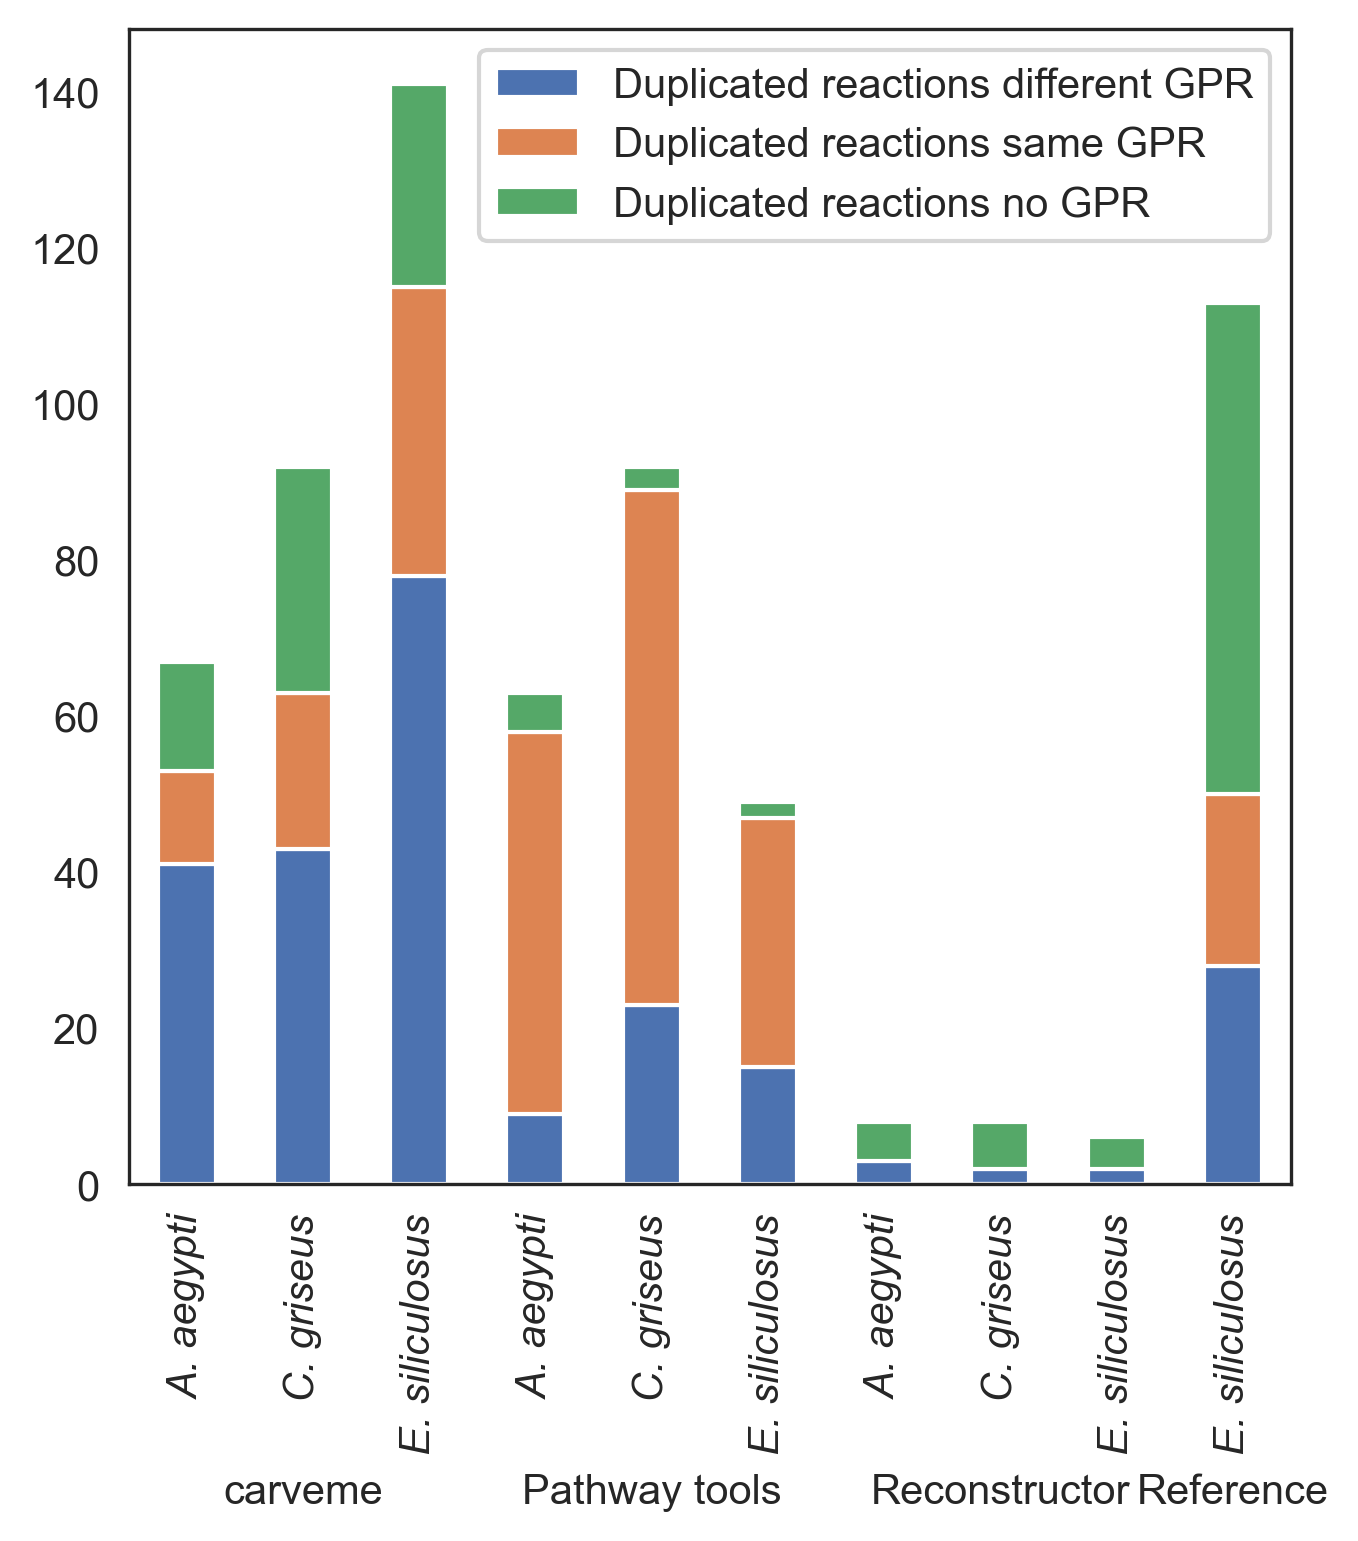 140
120
100
80
60
40
20
0
Duplicated reactions different GPR
Duplicated reactions same GPR
Duplicated reactions no GPR
A. aegypti
C. griseus
E. siliculosus
A. aegypti
C. griseus
E. siliculosus
A. aegypti
C. griseus
E. siliculosus
E. siliculosus
carveme
Pathway tools
Reconstructor
Reference